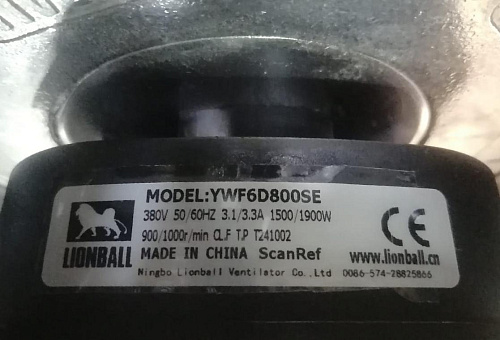 MODEL:YWF6D800SE
380V 50/60HZ 3.1/3.3A 1500/1900W
900/1000r/min CLF T.P T241002
LIONBALL
MADE IN CHINA ScanRef
CE
www.lionball.cn
Ningbo Lionball Ventilator Co.,Ltd 0086-574-28825866